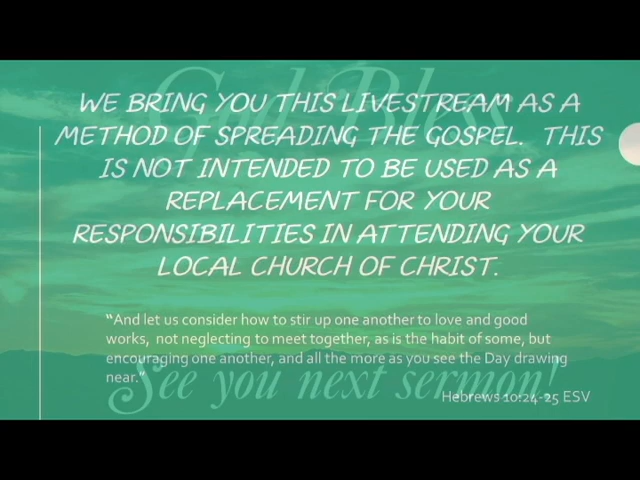 God Bless
WE BRING YOU THIS LIVESTREAM AS A
METHOD OF SPREADING THE GOSPEL. THIS
IS NOT INTENDED TO BE USED AS A
REPLACEMENT FOR YOUR
RESPONSIBILITIES IN ATTENDING YOUR
LOCAL CHURCH OF CHRIST.
“And let us consider how to stir up one another to love and good
works, not neglecting to meet together, as is the habit of some, but
encouraging one another, and all the more as you see the Day drawing
near.”
See you next sermon!
Hebrews 10:24-25 ESV